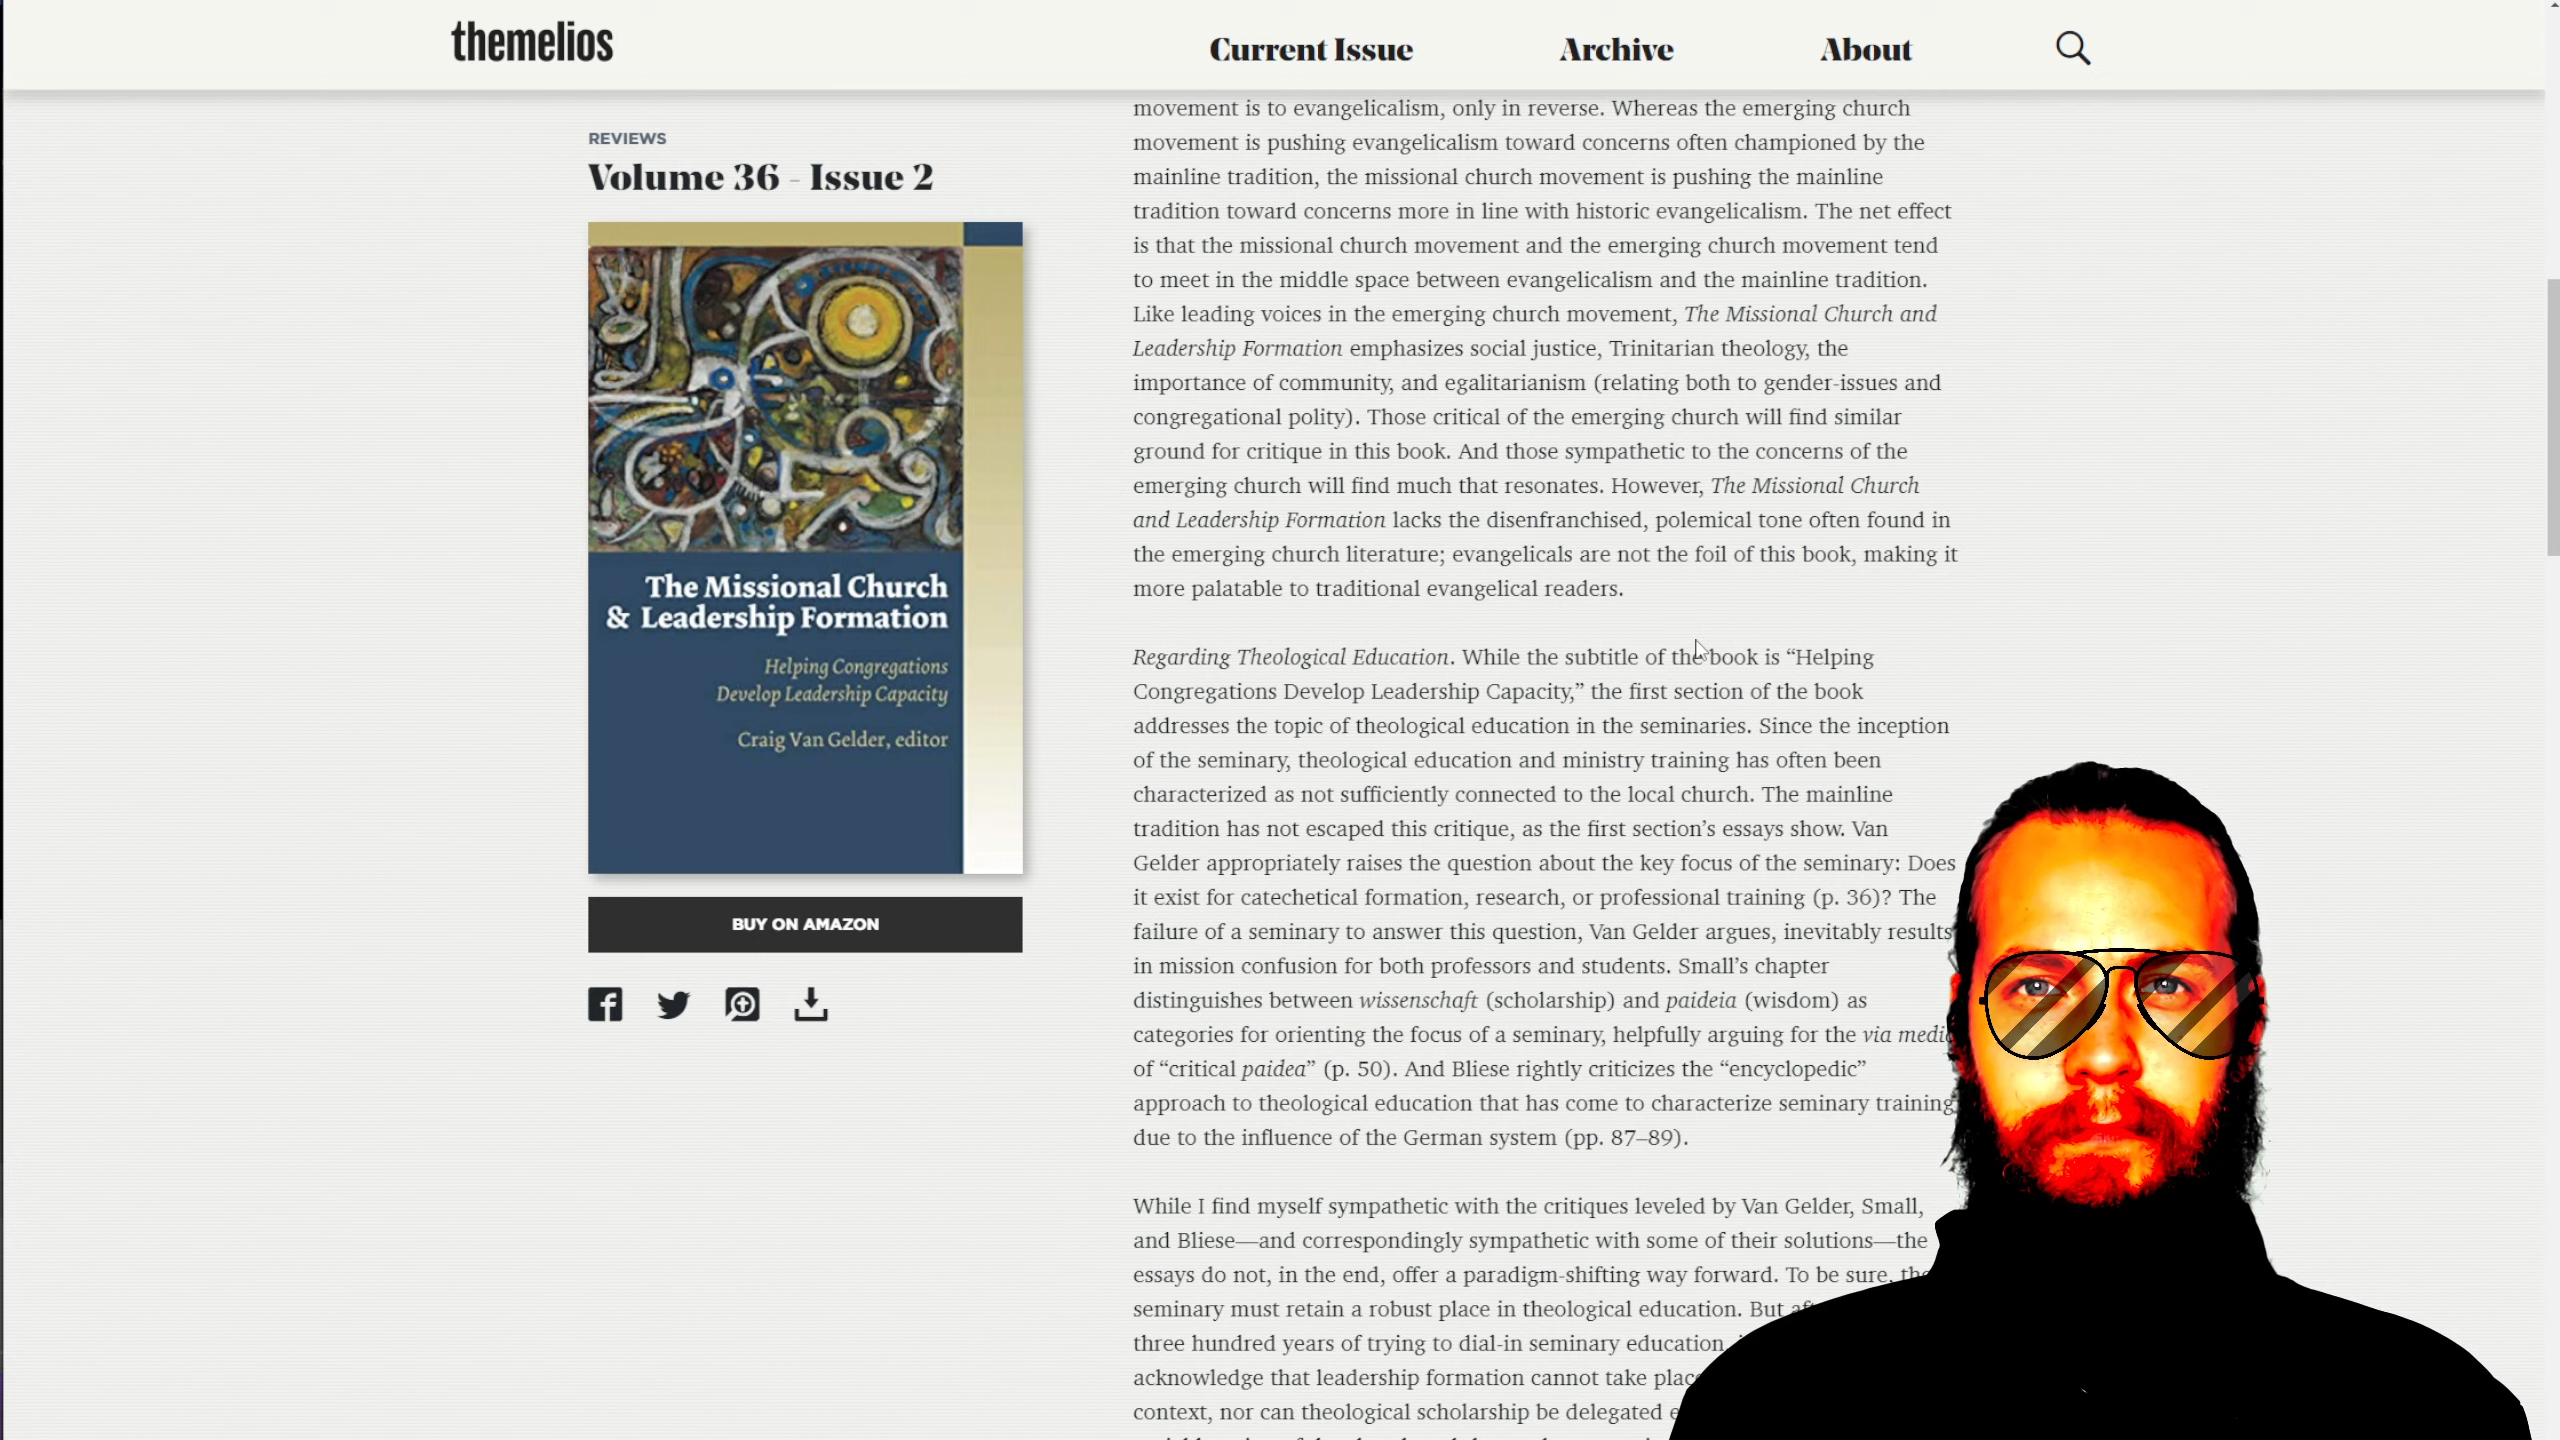 themelios
Current Issue
Archive
About
REVIEWS
Volume 36 - Issue 2
The Missional Church
& Leadership Formation
Helping Congregations
Develop Leadership Capacity
Craig Van Gelder, editor
BUY ON AMAZON
movement is to evangelicalism, only in reverse. Whereas the emerging church
movement is pushing evangelicalism toward concerns often championed by the
mainline tradition, the missional church movement is pushing the mainline
tradition toward concerns more in line with historic evangelicalism. The net effect
is that the missional church movement and the emerging church movement tend
to meet in the middle space between evangelicalism and the mainline tradition.
Like leading voices in the emerging church movement, The Missional Church and
Leadership Formation emphasizes social justice, Trinitarian theology, the
importance of community, and egalitarianism (relating both to gender-issues and
congregational polity). Those critical of the emerging church will find similar
ground for critique in this book. And those sympathetic to the concerns of the
emerging church will find much that resonates. However, The Missional Church
and Leadership Formation lacks the disenfranchised, polemical tone often found in
the emerging church literature; evangelicals are not the foil of this book, making it
more palatable to traditional evangelical readers.
Regarding Theological Education. While the subtitle of the book is “Helping
Congregations Develop Leadership Capacity,” the first section of the book
addresses the topic of theological education in the seminaries. Since the inception
of the seminary, theological education and ministry training has often been
characterized as not sufficiently connected to the local church. The mainline
tradition has not escaped this critique, as the first section’s essays show. Van
Gelder appropriately raises the question about the key focus of the seminary: Does
it exist for catechetical formation, research, or professional training (p. 36)? The
failure of a seminary to answer this question, Van Gelder argues, inevitably results
in mission confusion for both professors and students. Small’s chapter
distinguishes between wissenschaft (scholarship) and paideia (wisdom) as
categories for orienting the focus of a seminary, helpfully arguing for the via
of “critical paidea” (p. 50). And Bliese rightly criticizes the “encyclopedic”
approach to theological education that has come to characterize seminary training
due to the influence of the German system (pp. 87–89).
While I find myself sympathetic with the critiques leveled by Van Gelder, Small,
and Bliese—and correspondingly sympathetic with some of their solutions—the
essays do not, in the end, offer a paradigm-shifting way forward. To be sure,
seminary must retain a robust place in theological education. But
three hundred years of trying to dial-in seminary education,
acknowledge that leadership formation cannot take
context, nor can theological scholarship be delegated